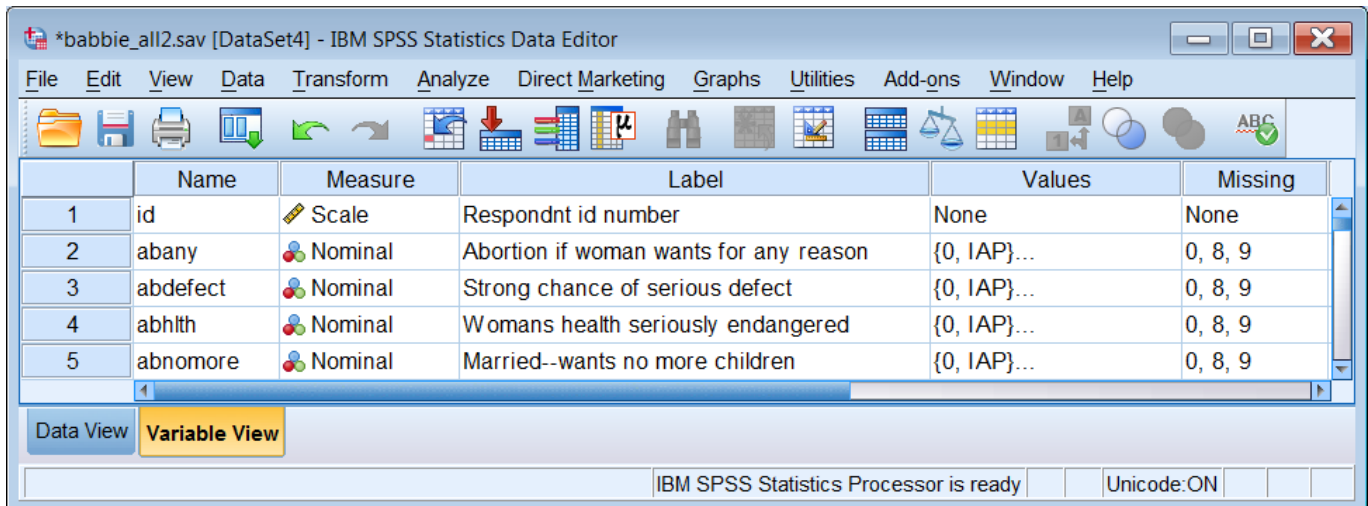 *babbie_all2.sav [DataSet4] - IBM SPSS Statistics Data Editor
File Edit View Data Transform Analyze Direct Marketing Graphs Utilities Add-ons Window Help
μ A 1 ABC
Name Measure Label Values Missing
1 id Scale Respondnt id number None None
2 abany Nominal Abortion if woman wants for any reason {0, IAP}... 0, 8, 9
3 abdefect Nominal Strong chance of serious defect {0, IAP}... 0, 8, 9
4 abhlth Nominal Womans health seriously endangered {0, IAP}... 0, 8, 9
5 abnomore Nominal Married--wants no more children {0, IAP}... 0, 8, 9
Data View Variable View
IBM SPSS Statistics Processor is ready Unicode:ON